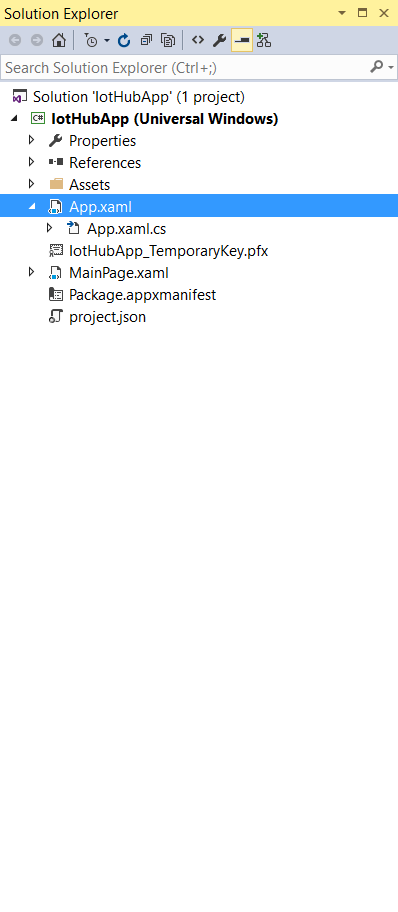 Solution Explorer
Search Solution Explorer (Ctrl+;)
Solution 'IotHubApp' (1 project)
C# IotHubApp (Universal Windows)
Properties
References
Assets
App.xaml
App.xaml.cs
IotHubApp_TemporaryKey.pfx
MainPage.xaml
Package.appxmanifest
project.json